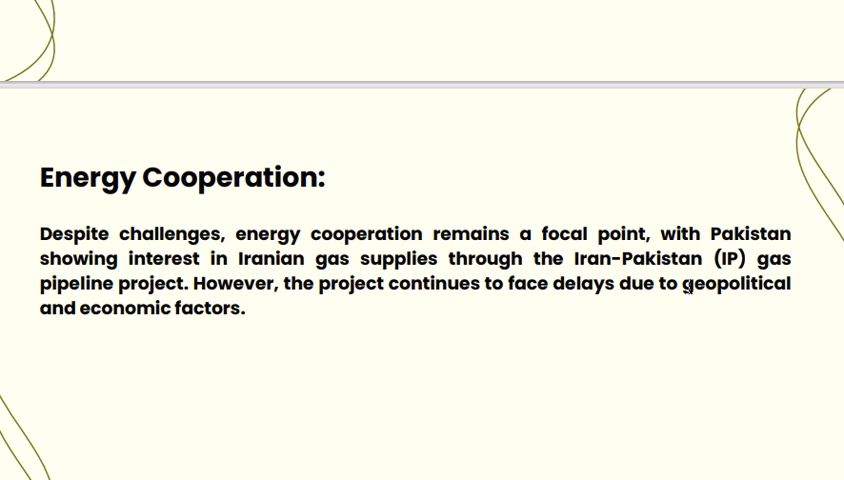 Energy Cooperation:
Despite challenges, energy cooperation remains a focal point, with Pakistan
showing interest in Iranian gas supplies through the Iran-Pakistan (IP) gas
pipeline project. However, the project continues to face delays due to geopolitical
and economic factors.